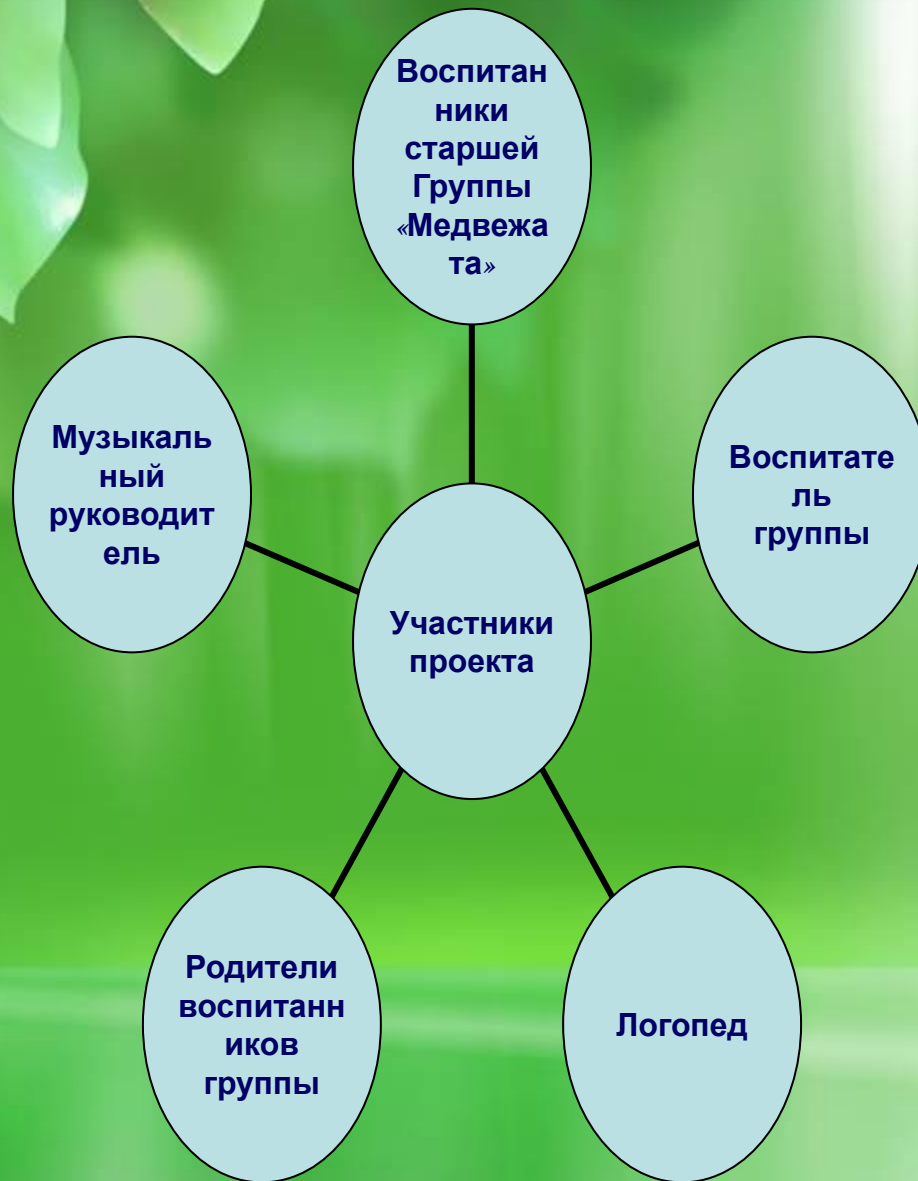 Воспитан
ники
старшей
Группы
«Медвежа
та»
Музыкаль
ный
руководит
ель
Воспитате
ль
группы
Участники
проекта
Родители
воспитанн
иков
группы
Логопед